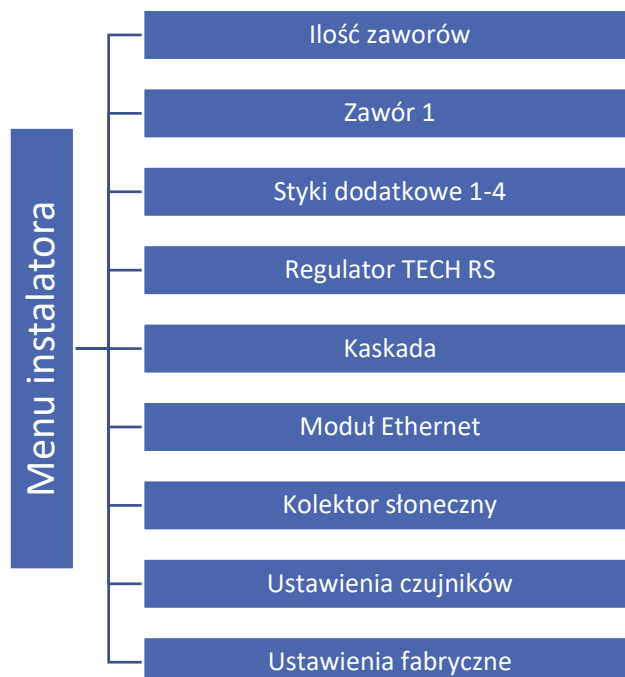 Menu instalatora
Ilość zaworów
Zawór 1
Styki dodatkowe 1-4
Regulator TECH RS
Kaskada
Moduł Ethernet
Kolektor słoneczny
Ustawienia czujników
Ustawienia fabryczne